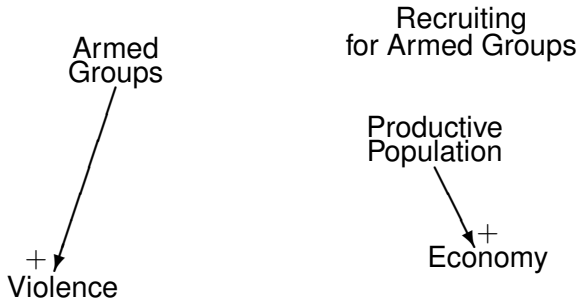 Armed
Groups
Recruiting
for Armed Groups
Productive
Population
+
Economy
+
Violence